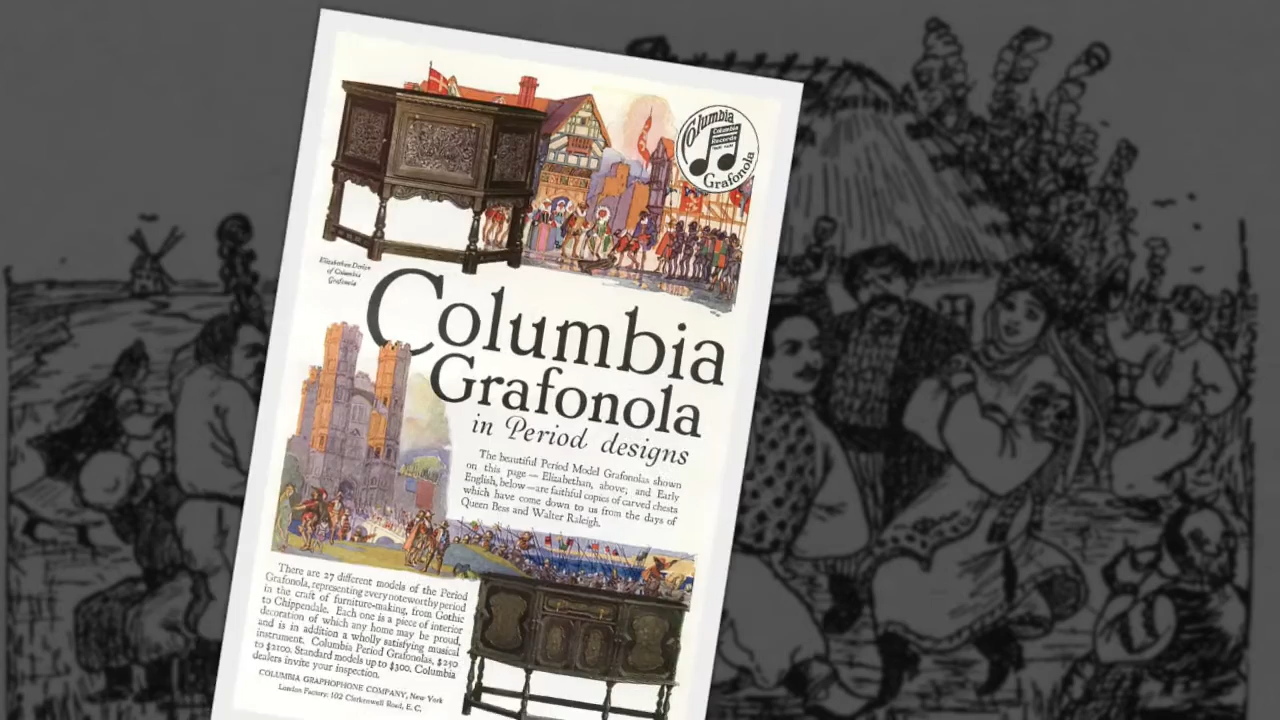 Columbia
Columbia
Records
Grafonola
Elizabethan Design
of Columbia
Grafonola
Columbia
Grafonola
in Period designs
The beautiful Period Model Grafonolas shown
on this page — Elizabethan, above; and Early
English, below—are faithful copies of carved chests
which have come down to us from the days of
Queen Bess and Walter Raleigh.
There are 27 different models of the Period
Grafonola, representing every noteworthy period
in the craft of furniture-making, from Gothic
to Chippendale. Each one is a piece of interior
decoration of which any home may be proud,
and is in addition a wholly satisfying musical
instrument. Columbia Period Grafonolas, $250
to $2100. Standard models up to $300. Columbia
dealers invite your inspection.
COLUMBIA GRAPHOPHONE COMPANY, New York
London Factory: 102 Clerkenwell Road, E. C.